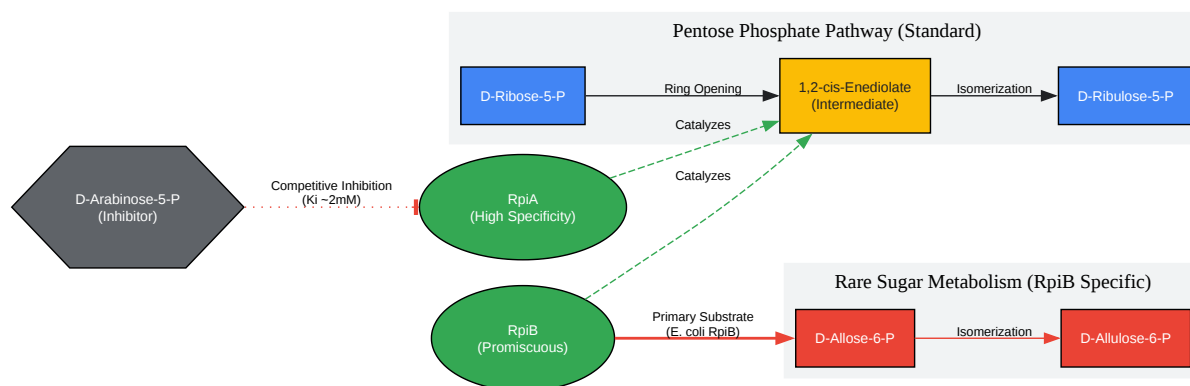 Pentose Phosphate Pathway (Standard)
D-Ribose-5-P
Ring Opening
1,2-cis-Enediolate
(Intermediate)
Isomerization
D-Ribulose-5-P
Catalyzes
Catalyzes
D-Arabinose-5-P
(Inhibitor)
Competitive Inhibition
(Ki ~2mM)
RpiA
(High Specificity)
Rare Sugar Metabolism (RpiB Specific)
RpiB
(Promiscuous)
Primary Substrate
(E. coli RpiB)
D-Allose-6-P
Isomerization
D-Allulose-6-P